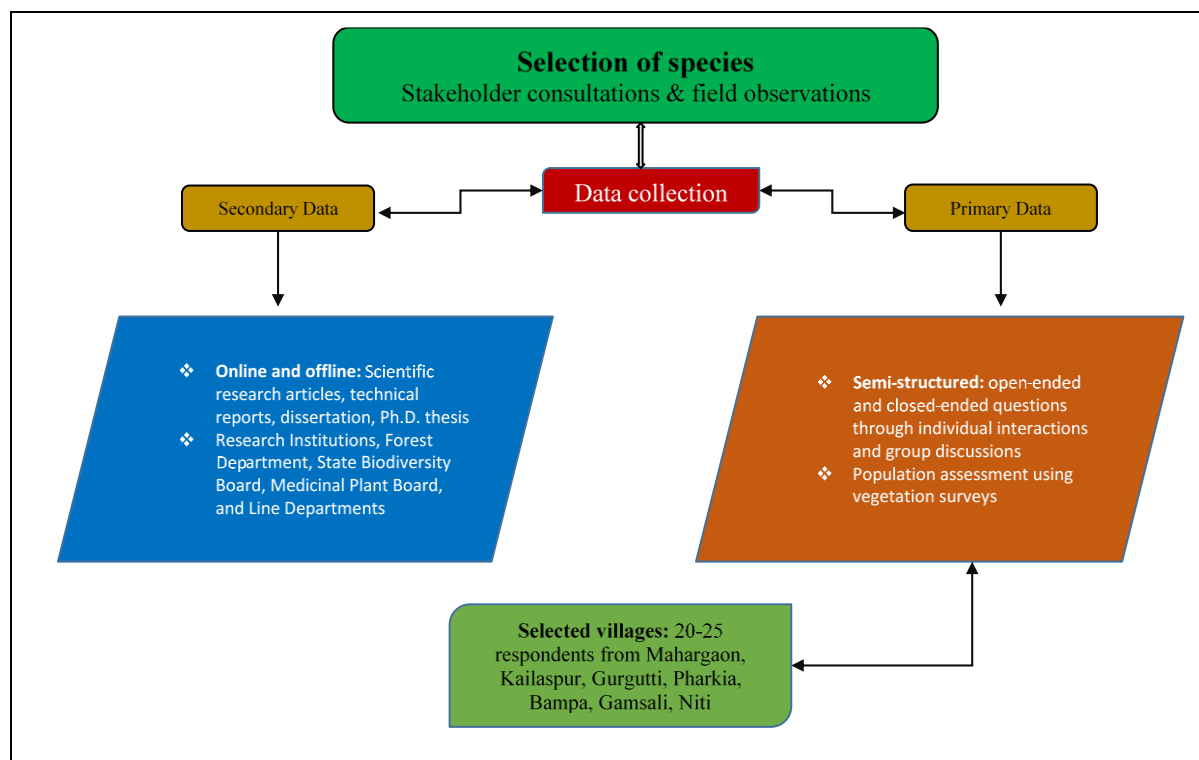 Selection of species
Stakeholder consultations & field observations
Data collection
Secondary Data
Primary Data
❖ Online and offline: Scientific
research articles, technical
reports, dissertation, Ph.D. thesis
❖ Research Institutions, Forest
Department, State Biodiversity
Board, Medicinal Plant Board,
and Line Departments
❖ Semi-structured: open-ended
and closed-ended questions
through individual interactions
and group discussions
❖ Population assessment using
vegetation surveys
Selected villages: 20-25
respondents from Mahargaon,
Kailaspur, Gurgutti, Pharkia,
Bampa, Gamsali, Niti